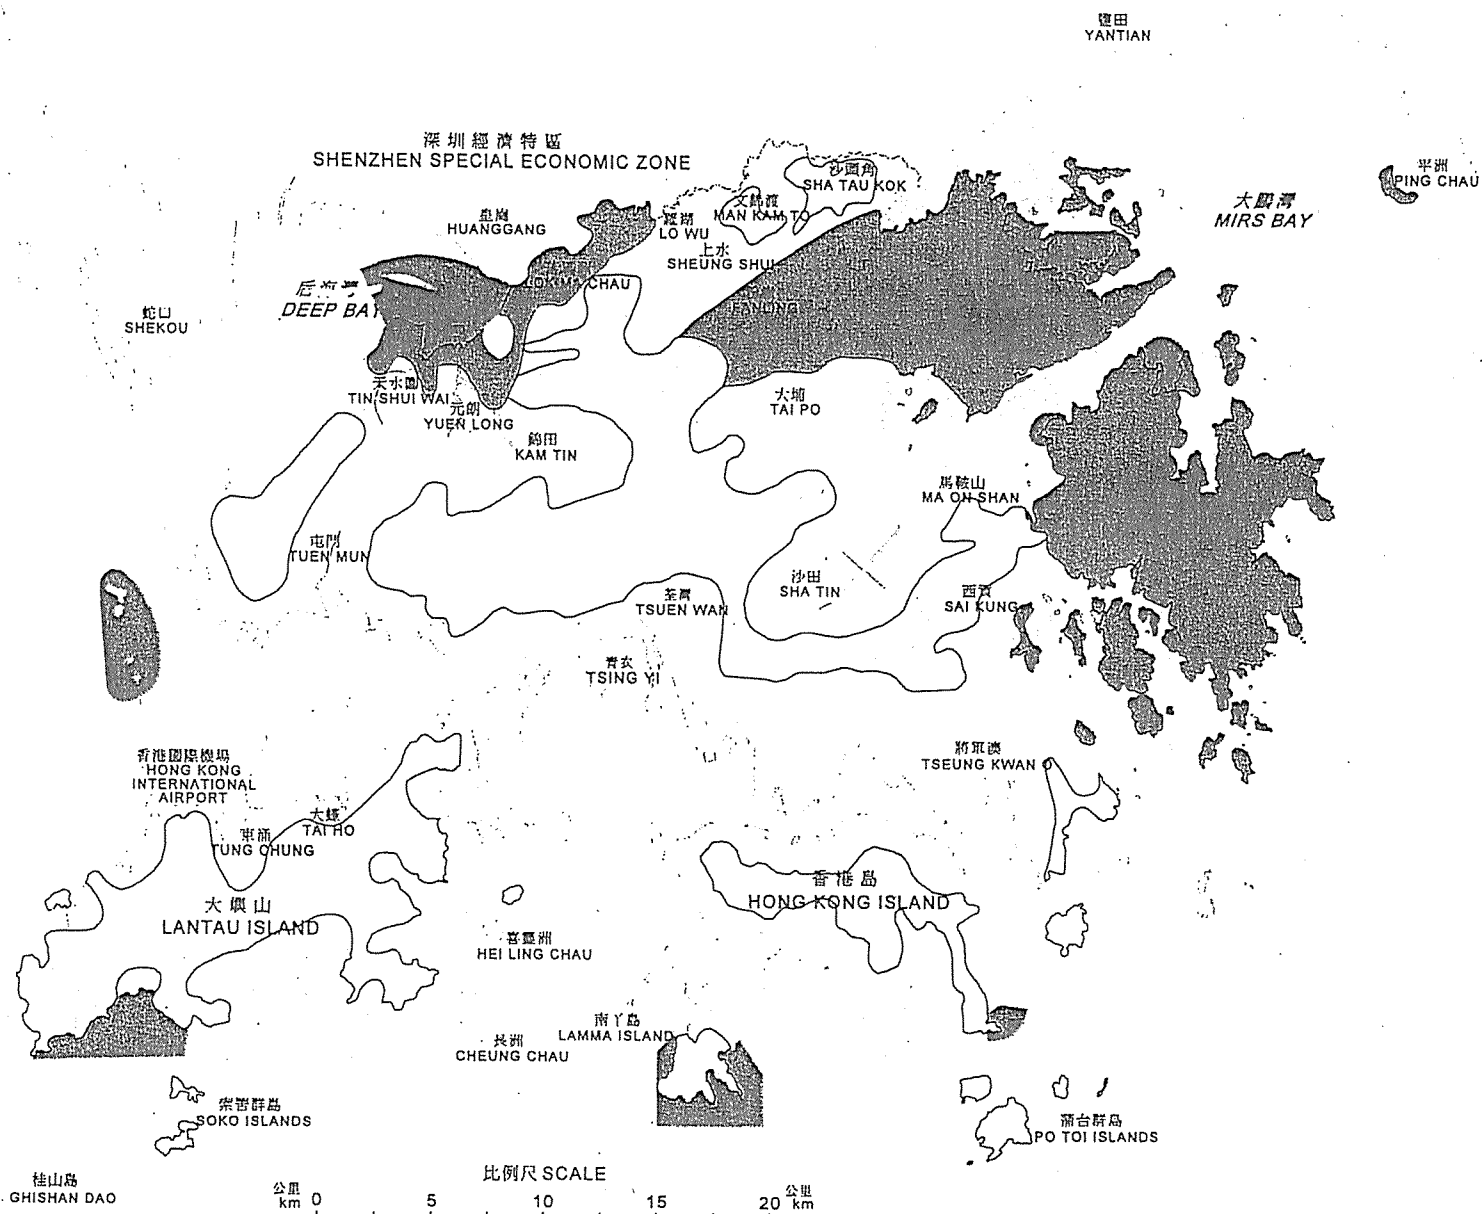 鹽田
YANTIAN
深圳經濟特區
SHENZHEN SPECIAL ECONOMIC ZONE
沙頭角
SHA TAU KOK
平洲
PING CHAU
文錦渡
MAN KAM TO
大鵬灣
MIRS BAY
皇崗
HUANGGANG
羅湖
LO WU
上水
SHEUNG SHUI
LOK MA CHAU
后海灣
DEEP BAY
蛇口
SHEKOU
FANLING
天水圍
TIN SHUI WAI
元朗
YUEN LONG
大埔
TAI PO
錦田
KAM TIN
馬鞍山
MA ON SHAN
屯門
TUEN MUN
沙田
SHA TIN
荃灣
TSUEN WAN
西貢
SAI KUNG
青衣
TSING YI
香港國際機場
HONG KONG
INTERNATIONAL
AIRPORT
將軍澳
TSEUNG KWAN O
大蠔
TAI HO
東涌
TUNG CHUNG
香港島
HONG KONG ISLAND
大嶼山
LANTAU ISLAND
喜靈洲
HEI LING CHAU
南丫島
LAMMA ISLAND
長洲
CHEUNG CHAU
索罟群島
SOKO ISLANDS
蒲台群島
PO TOI ISLANDS
桂山島
GHISHAN DAO
比例尺 SCALE
公里 km 0 5 10 15 20 公里 km